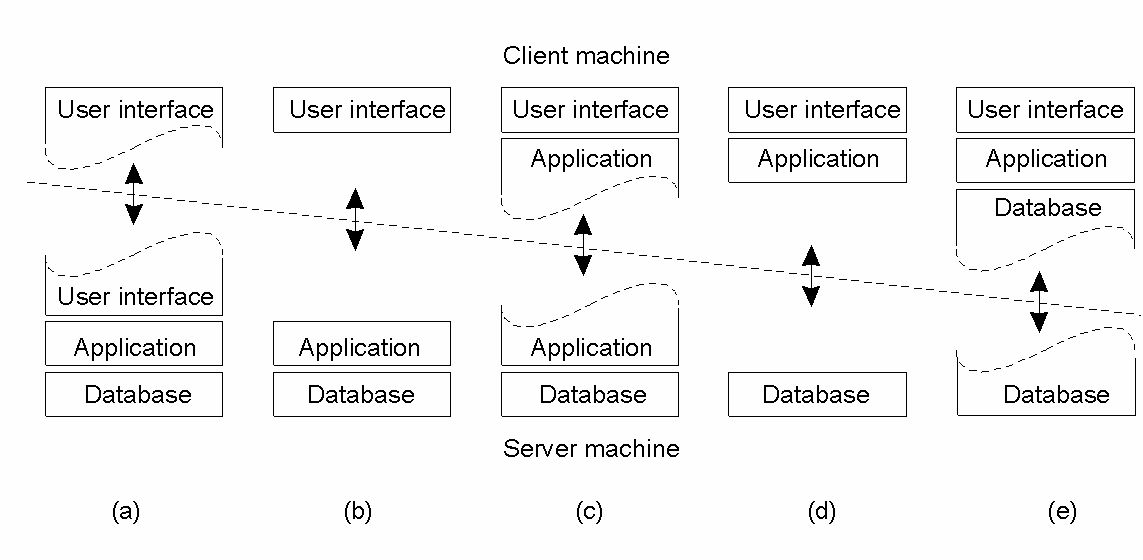 Client machine
User interface
User interface
User interface
User interface
User interface
Application
Application
Application
Database
User interface
Application
Application
Application
Database
Database
Database
Database
Database
Server machine
(a)
(b)
(c)
(d)
(e)